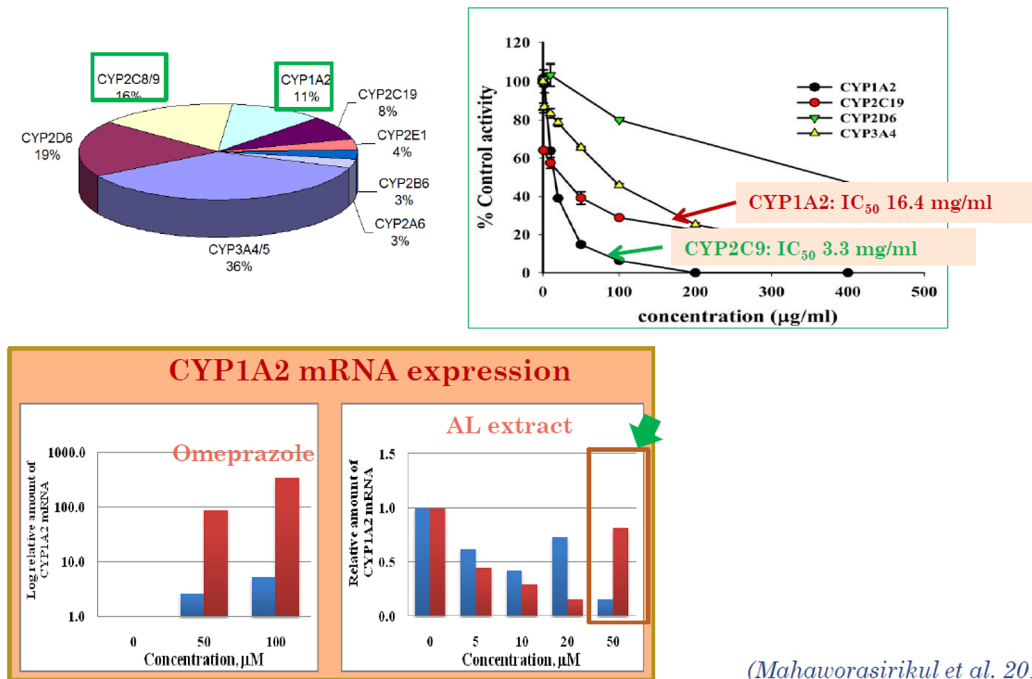 CYP2C8/9
16%
CYP1A2
11%
CYP2C19
8%
CYP2E1
4%
CYP2D6
19%
CYP2B6
3%
CYP2A6
3%
CYP3A4/5
36%
% Control activity
120
100
80
60
40
20
0
0 100 200 300 400 500
concentration (µg/ml)
CYP1A2
CYP2C19
CYP2D6
CYP3A4
CYP1A2: IC50 16.4 mg/ml
CYP2C9: IC50 3.3 mg/ml
CYP1A2 mRNA expression
Omeprazole
Log relative amount of
CYP1A2 mRNA
1000.0
100.0
10.0
1.0
0 50 100
Concentration, µM
AL extract
Relative amount of
CYP1A2 mRNA
1.5
1.0
0.5
0.0
0 5 10 20 50
Concentration, µM
(Mahaworasirikul et al. 20